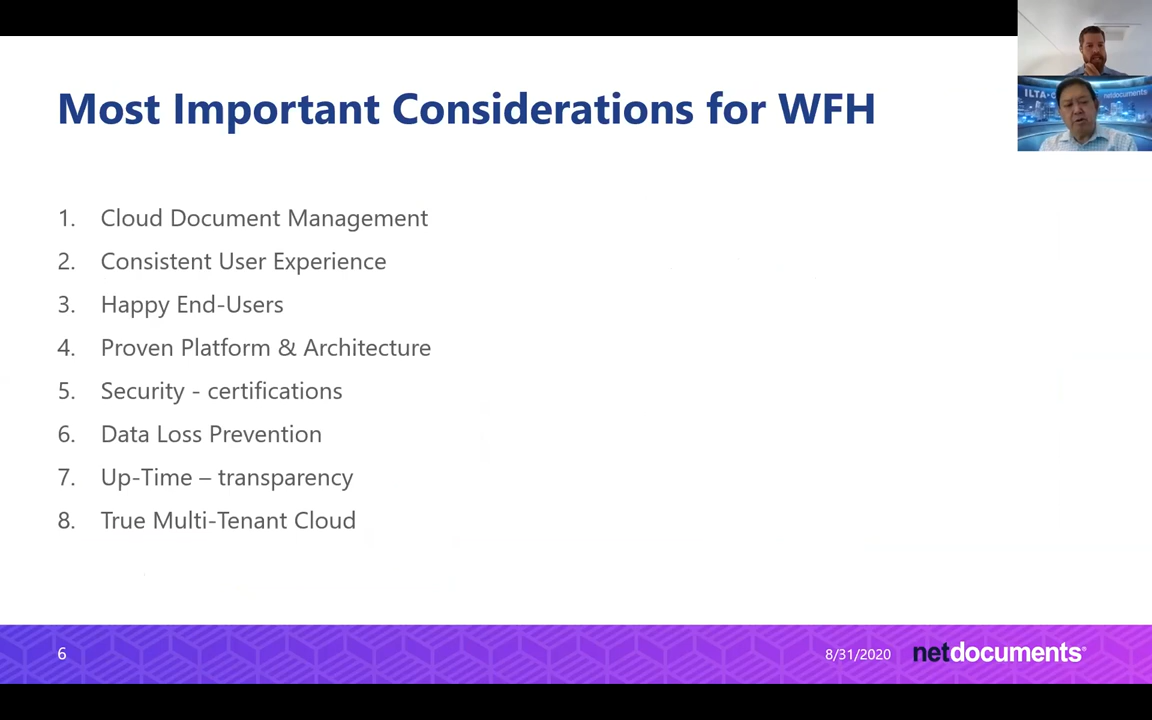 Most Important Considerations for WFH
ILTA
netdocuments
1. Cloud Document Management
2. Consistent User Experience
3. Happy End-Users
4. Proven Platform & Architecture
5. Security - certifications
6. Data Loss Prevention
7. Up-Time – transparency
8. True Multi-Tenant Cloud
6
8/31/2020
netdocuments®